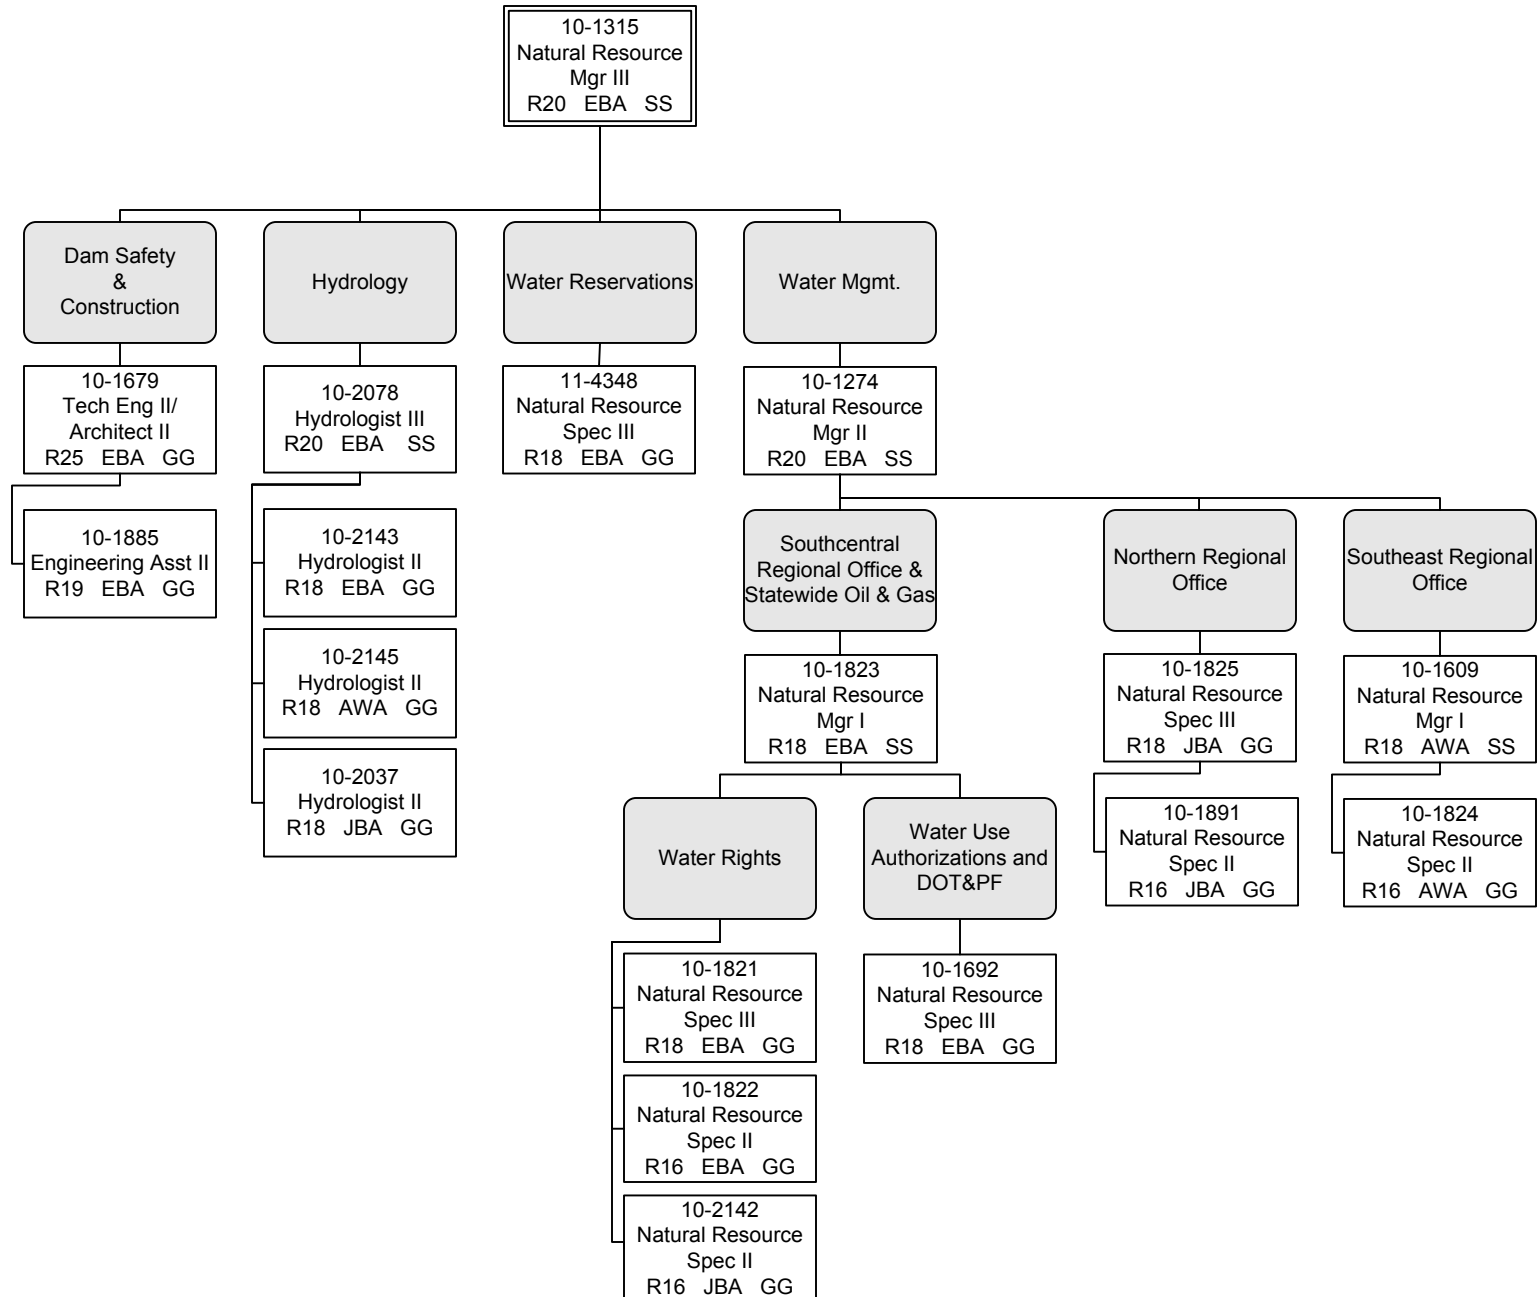 10-1315
Natural Resource
Mgr III
R20 EBA SS
Dam Safety
&
Construction
Hydrology
Water Reservations
Water Mgmt.
10-1679
Tech Eng II/
Architect II
R25 EBA GG
10-2078
Hydrologist III
R20 EBA SS
11-4348
Natural Resource
Spec III
R18 EBA GG
10-1274
Natural Resource
Mgr II
R20 EBA SS
10-1885
Engineering Asst II
R19 EBA GG
10-2143
Hydrologist II
R18 EBA GG
10-2145
Hydrologist II
R18 AWA GG
10-2037
Hydrologist II
R18 JBA GG
Southcentral
Regional Office &
Statewide Oil & Gas
Northern Regional
Office
Southeast Regional
Office
10-1823
Natural Resource
Mgr I
R18 EBA SS
10-1825
Natural Resource
Spec III
R18 JBA GG
10-1609
Natural Resource
Mgr I
R18 AWA SS
Water Rights
Water Use
Authorizations and
DOT&PF
10-1891
Natural Resource
Spec II
R16 JBA GG
10-1824
Natural Resource
Spec II
R16 AWA GG
10-1821
Natural Resource
Spec III
R18 EBA GG
10-1692
Natural Resource
Spec III
R18 EBA GG
10-1822
Natural Resource
Spec II
R16 EBA GG
10-2142
Natural Resource
Spec II
R16 JBA GG